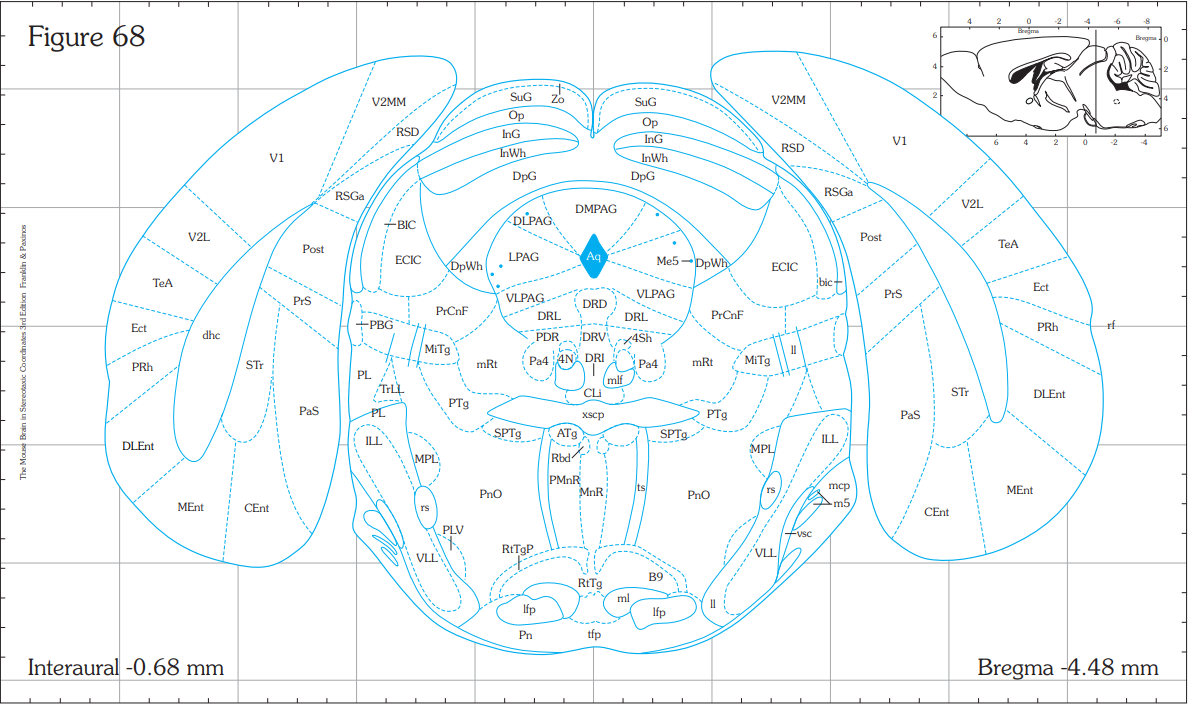 Figure 68
4 2 0 -2 -4 -6 -8
Bregma
Bregma
6 0
4 2
2 4
6
6 4 2 0 -2 -4
SuG Zo SuG
V2MM V2MM
Op Op
RSD InG InG RSD
V1 InWh InWh V1
DpG DpG
RSGa RSGa
DMPAG
V2L DLPAG V2L
BIC
Post Post TeA
ECIC LPAG Aq Me5 DpWh ECIC
DpWh
TeA bic Ect
PrS VLPAG VLPAG PrS
DRD
PrCnF DRL DRL PrCnF
Ect PBG PRh rf
dhc PDR DRV 4Sh
PRh MiTg ll
STr mRt Pa4 4N DRI Pa4 mRt MiTg
PL mlf
TrLL CLi STr DLEnt
PTg
PaS PL xscp PTg PaS
SPTg ATg SPTg
DLEnt ILL ILL
MPL Rbd MPL
PMnR
PnO MnR ts PnO rs mcp MEnt
MEnt CEnt rs m5 CEnt
PLV vsc
VLL RtTgP VLL
RtTg B9
lfp ml lfp ll
Pn tfp
Interaural -0.68 mm Bregma -4.48 mm
The Mouse Brain in Stereotaxic Coordinates 3rd Edition Franklin & Paxinos